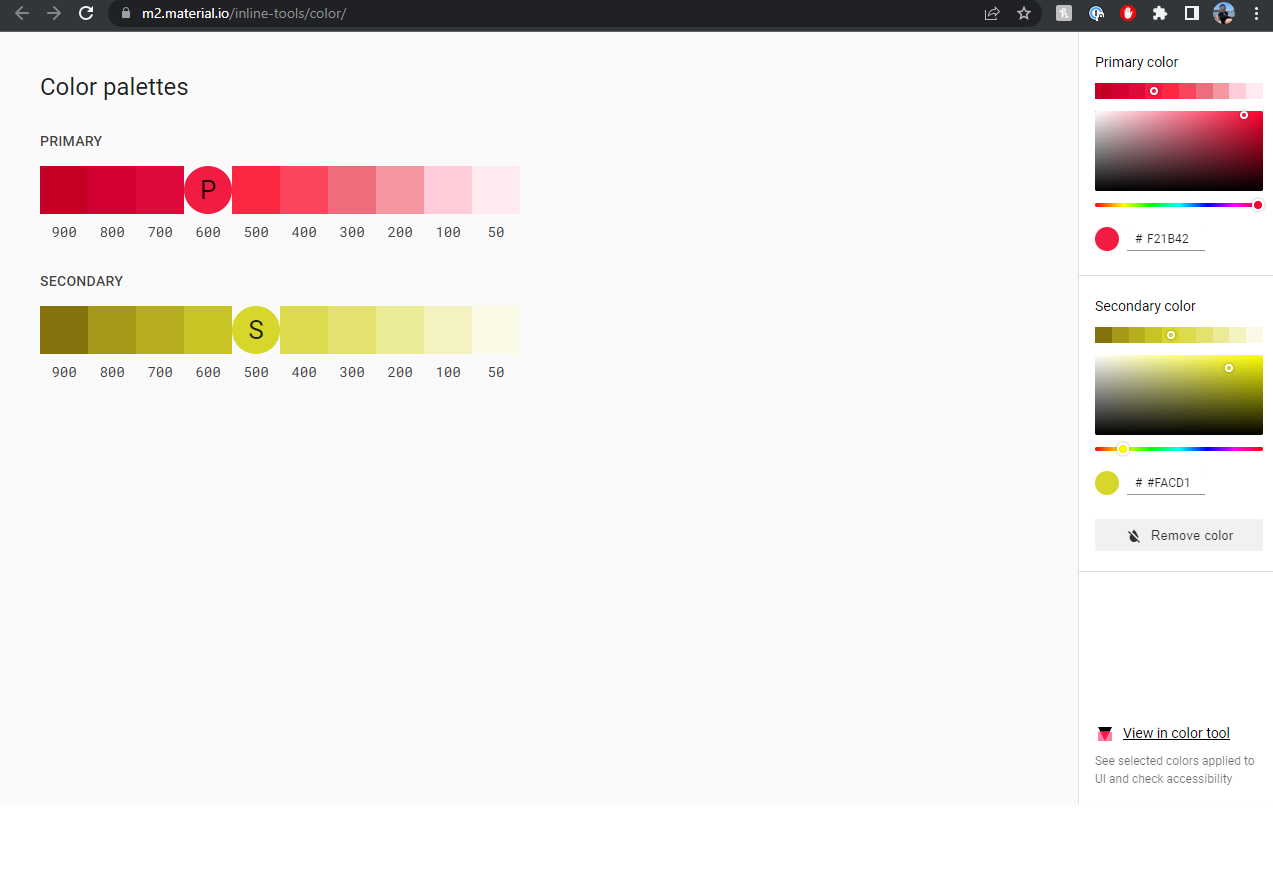 m2.material.io/inline-tools/color/
Color palettes
PRIMARY
P
900 800 700 600 500 400 300 200 100 50
SECONDARY
S
900 800 700 600 500 400 300 200 100 50
Primary color
# F21B42
Secondary color
# #FACD1
Remove color
View in color tool
See selected colors applied to
UI and check accessibility